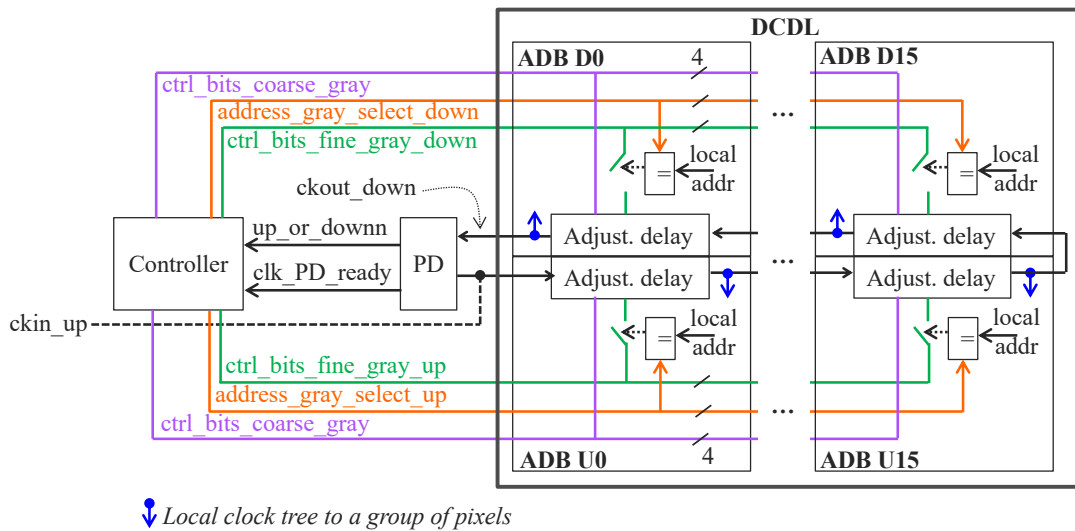 DCDL
ADB D0
4
ADB D15
ctrl_bits_coarse_gray
address_gray_select_down
...
ctrl_bits_fine_gray_down
=
local
addr
=
local
addr
ckout_down
up_or_downn
Controller
PD
clk_PD_ready
Adjust. delay
Adjust. delay
...
Adjust. delay
Adjust. delay
ckin_up
=
local
addr
=
local
addr
ctrl_bits_fine_gray_up
address_gray_select_up
...
ctrl_bits_coarse_gray
ADB U0
4
ADB U15
Local clock tree to a group of pixels